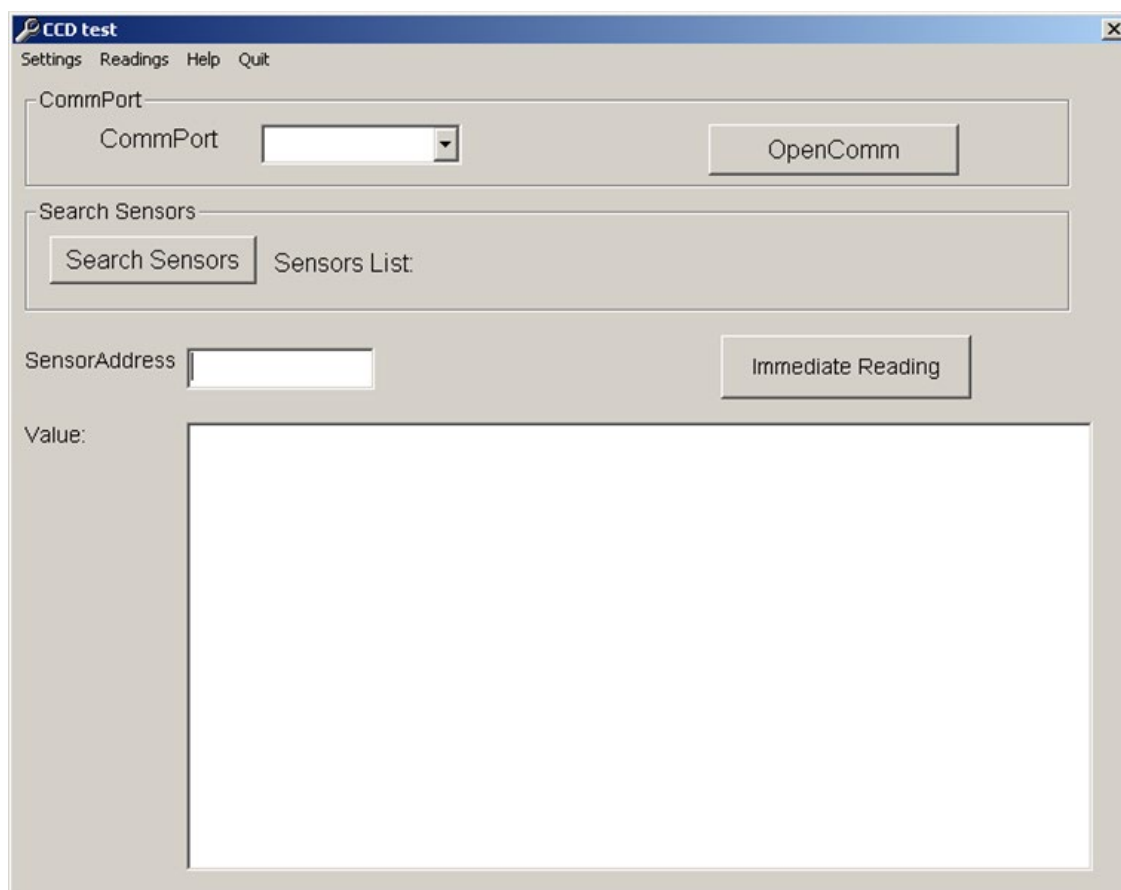 CCD test
Settings Readings Help Quit
CommPort
CommPort
OpenComm
Search Sensors
Search Sensors
Sensors List:
SensorAddress
Immediate Reading
Value: